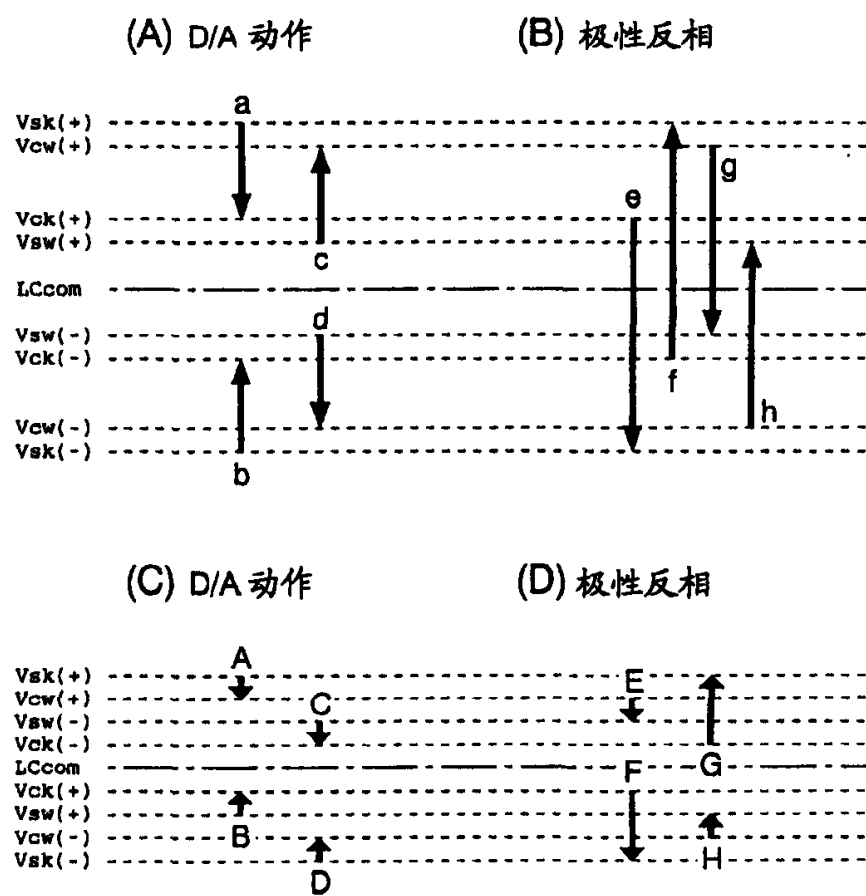 (A) D/A 动作
(B) 极性反相
a
Vsk(+)
Vcw(+)
g
e
Vck(+)
Vsw(+)
c
LCcom
d
Vsw(-)
Vck(-)
f
h
Vcw(-)
Vsk(-)
b
(C) D/A 动作
(D) 极性反相
A
Vsk(+)
E
Vcw(+)
C
Vsw(-)
Vck(-)
LCcom
F
G
Vck(+)
Vsw(+)
B
Vcw(-)
H
Vsk(-)
D